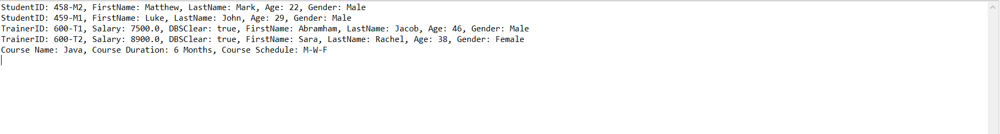 StudentID: 458-M2, FirstName: Matthew, LastName: Mark, Age: 22, Gender: Male
StudentID: 459-M1, FirstName: Luke, LastName: John, Age: 29, Gender: Male
TrainerID: 600-T1, Salary: 7500.0, DBSClear: true, FirstName: Abramham, LastName: Jacob, Age: 46, Gender: Male
TrainerID: 600-T2, Salary: 8900.0, DBSClear: true, FirstName: Sara, LastName: Rachel, Age: 38, Gender: Female
Course Name: Java, Course Duration: 6 Months, Course Schedule: M-W-F